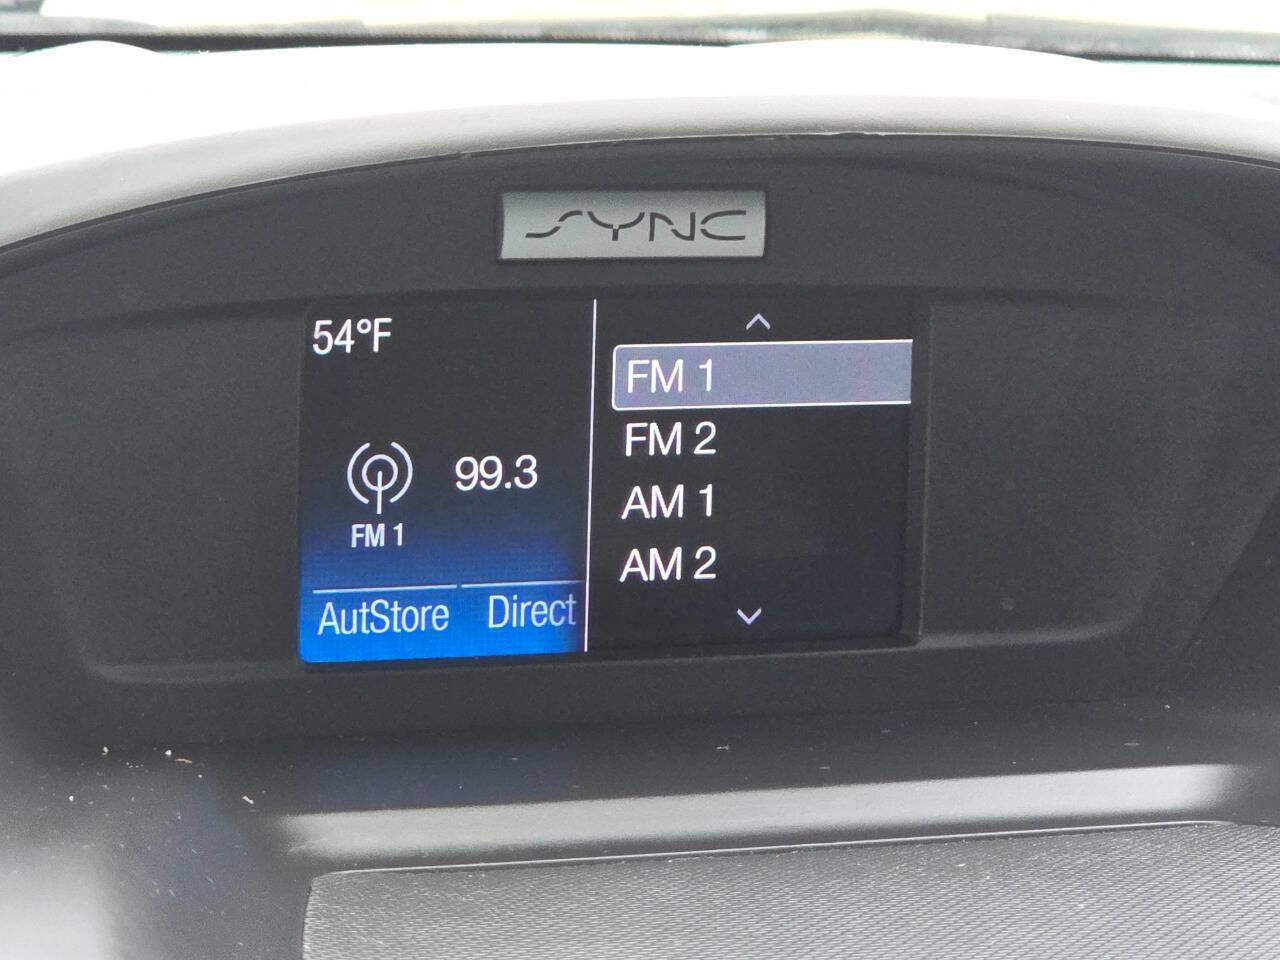 SYNC
54°F
99.3
FM 1
AutStore Direct
FM 1
FM 2
AM 1
AM 2